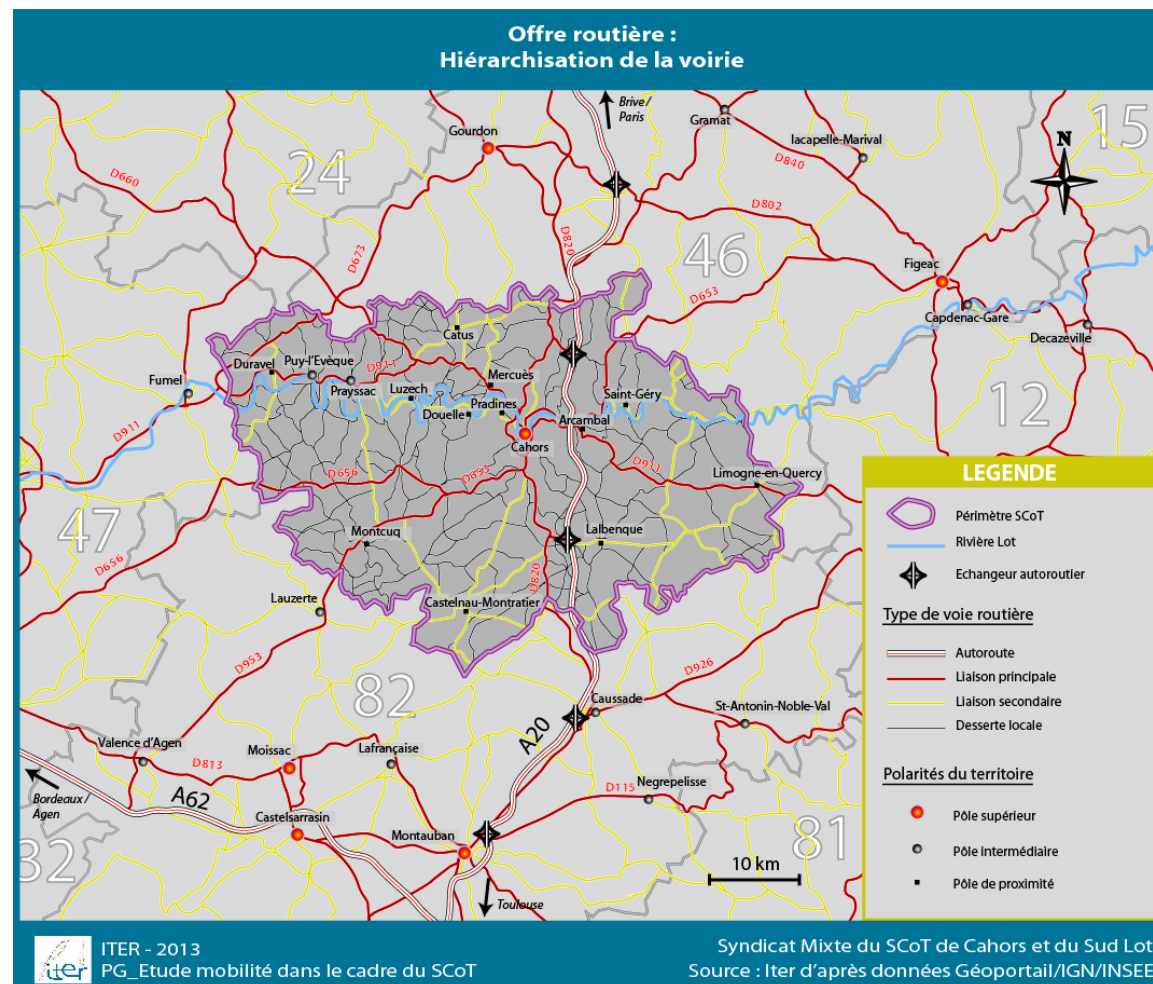 Offre routière :
Hiérarchisation de la voirie
Brive /
Paris
Gramat
Gourdon
lacapelle-Marival
15
N
24
D660
D840
D802
D820
D673
46
Figeac
D653
Capdenac-Gare
Decazeville
Catus
Puy-l'Evèque
Duravel
D911
Mercuès
Fumel
Prayssac
Luzech
Saint-Géry
12
Pradines
Douelle
Arcambal
Cahors
D911
D911
D656
D653
Limogne-en-Quercy
47
Montcuq
Lalbenque
D656
D820
Lauzerte
Castelnau-Montratier
D953
D926
82
Caussade
St-Antonin-Noble-Val
A20
Valence d'Agen
Moissac
Lafrançaise
D813
Negrepelisse
D115
Bordeaux /
Agen
A62
Castelsarrasin
Montauban
32
81
10 km
Toulouse
LEGENDE
Périmètre SCoT
Rivière Lot
Echangeur autoroutier
Type de voie routière
Autoroute
Liaison principale
Liaison secondaire
Desserte locale
Polarités du territoire
Pôle supérieur
Pôle intermédiaire
Pôle de proximité
iter
ITER - 2013
PG_Etude mobilité dans le cadre du SCoT
Syndicat Mixte du SCoT de Cahors et du Sud Lot
Source : Iter d'après données Géoportail/IGN/INSEE